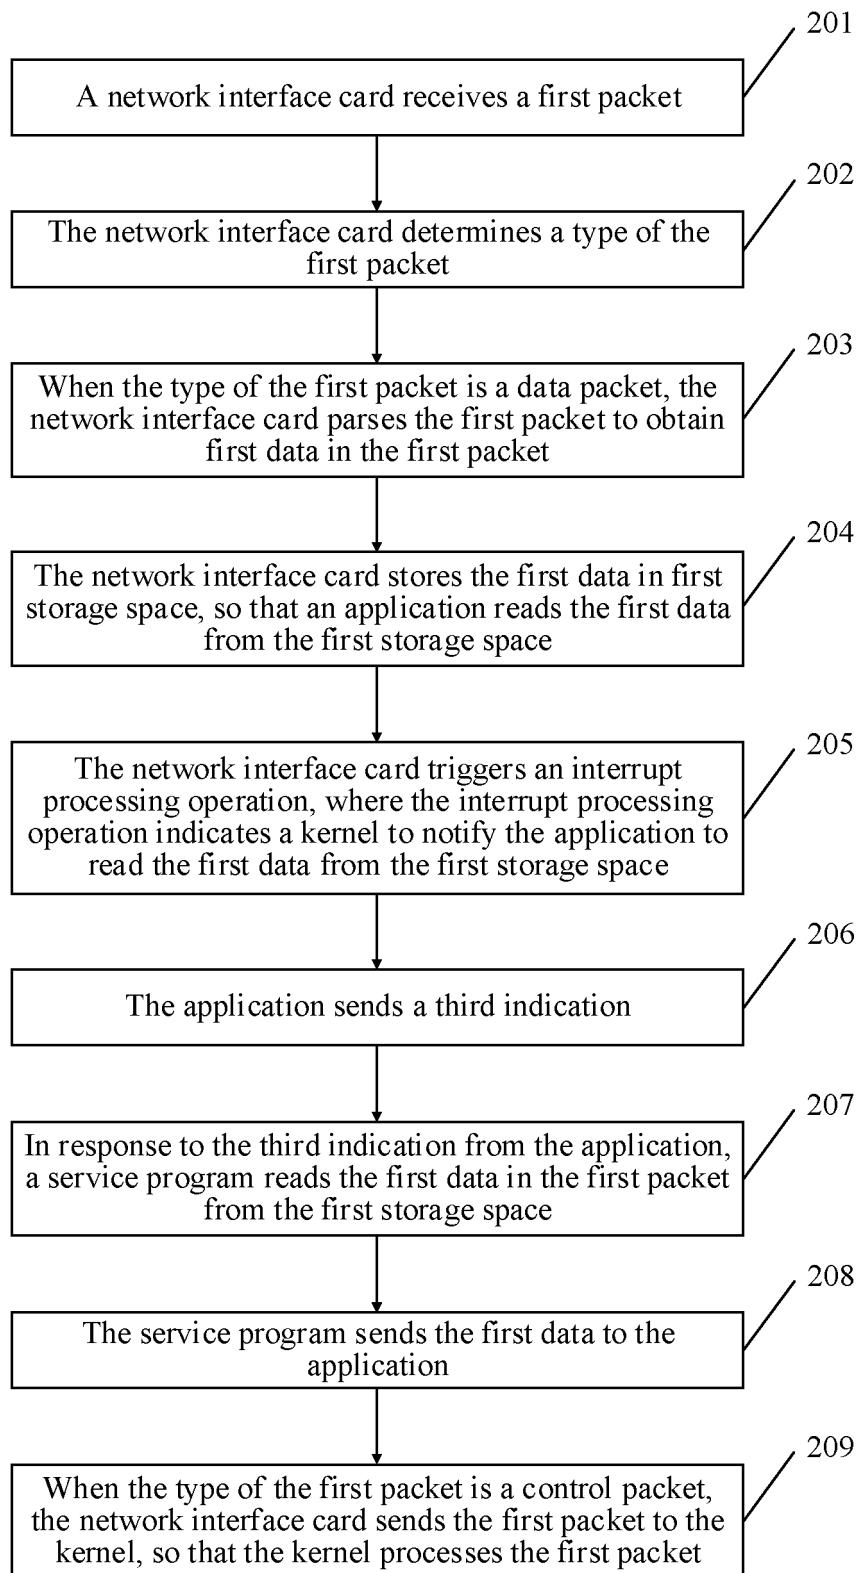 201
A network interface card receives a first packet
202
The network interface card determines a type of the
first packet
203
When the type of the first packet is a data packet, the
network interface card parses the first packet to obtain
first data in the first packet
204
The network interface card stores the first data in first
storage space, so that an application reads the first data
from the first storage space
205
The network interface card triggers an interrupt
processing operation, where the interrupt processing
operation indicates a kernel to notify the application to
read the first data from the first storage space
206
The application sends a third indication
207
In response to the third indication from the application,
a service program reads the first data in the first packet
from the first storage space
208
The service program sends the first data to the
application
209
When the type of the first packet is a control packet,
the network interface card sends the first packet to the
kernel, so that the kernel processes the first packet